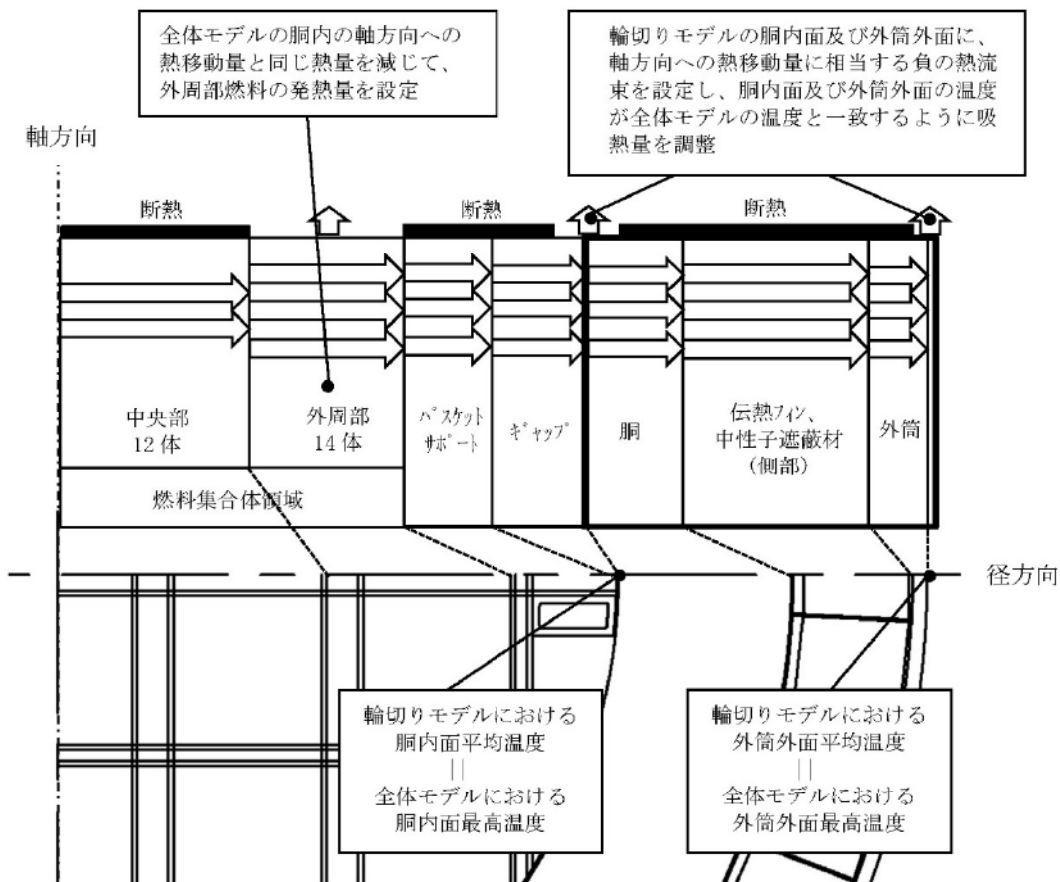 全体モデルの胴内の軸方向への
熱移動量と同じ熱量を減じて、
外周部燃料の発熱量を設定
輪切りモデルの胴内面及び外筒外面に、
軸方向への熱移動量に相当する負の熱流
束を設定し、胴内面及び外筒外面の温度
が全体モデルの温度と一致するように吸
熱量を調整
軸方向
断熱
断熱
断熱
中央部
12 体
外周部
14 体
バスケット
サポート
ギャップ
胴
伝熱フィン、
中性子遮蔽材
(側部)
外筒
燃料集合体領域
径方向
輪切りモデルにおける
胴内面平均温度
||
全体モデルにおける
胴内面最高温度
輪切りモデルにおける
外筒外面平均温度
||
全体モデルにおける
外筒外面最高温度